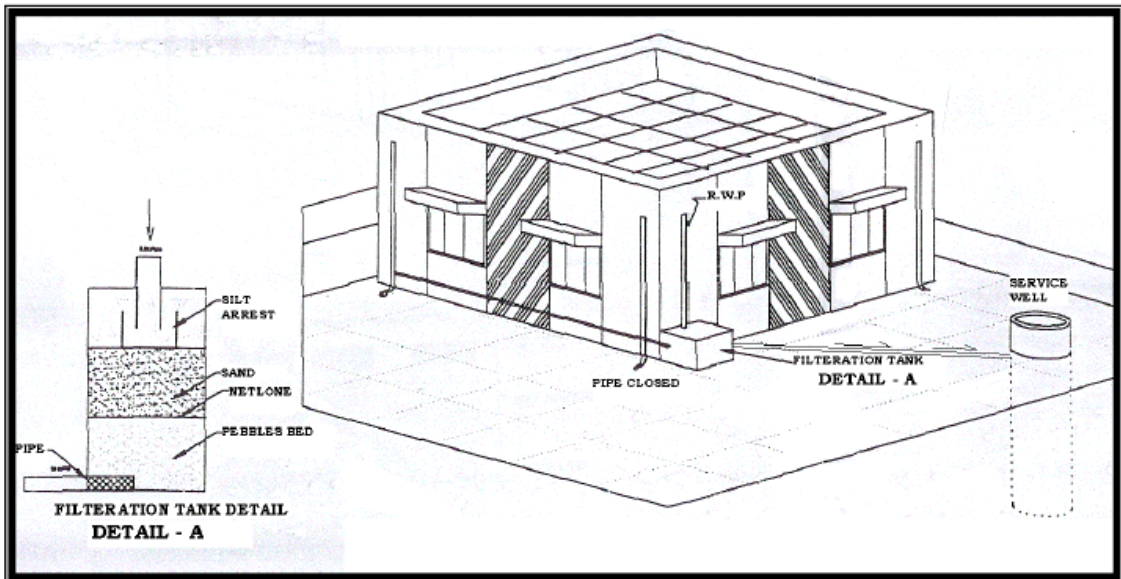 SILT
ARREST
SAND
NETLONE
PEBBLES BED
PIPE
FILTERATION TANK DETAIL
DETAIL - A
R.W.P
SERVICE
WELL
FILTERATION TANK
DETAIL - A
PIPE CLOSED